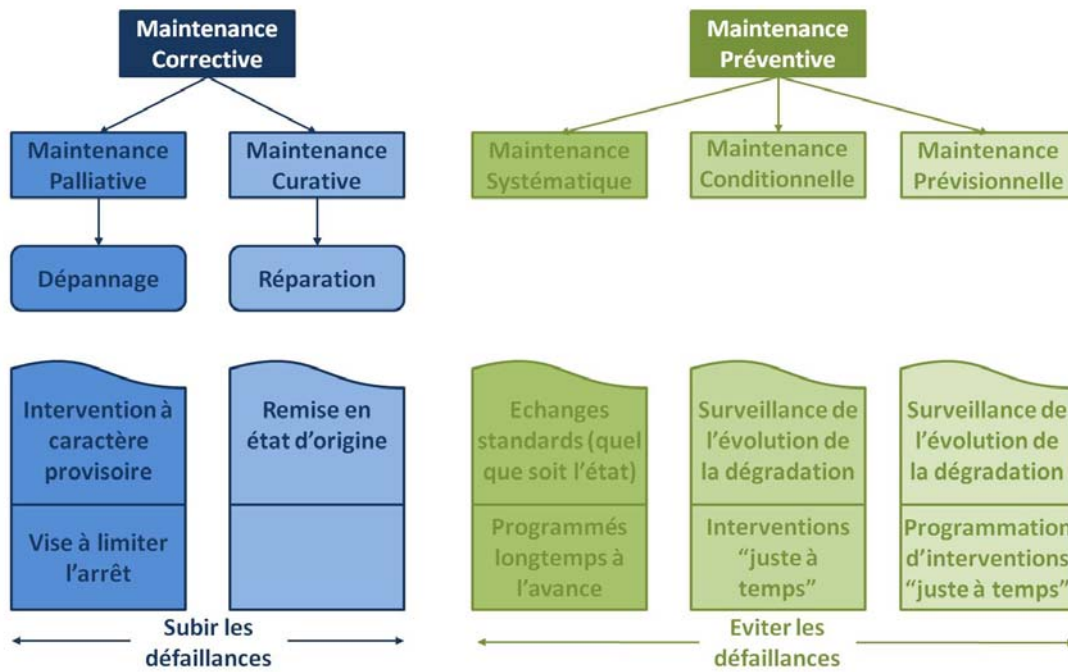 Maintenance
Corrective
Maintenance
Préventive
Maintenance
Palliative
Maintenance
Curative
Maintenance
Systématique
Maintenance
Conditionnelle
Maintenance
Prévisionnelle
Dépannage
Réparation
Intervention à
caractère
provisoire
Remise en
état d'origine
Echanges
standards (quel
que soit l'état)
Surveillance de
l'évolution de
la dégradation
Surveillance de
l'évolution de
la dégradation
Vise à limiter
l'arrêt
Programmés
longtemps à
l'avance
Interventions
“juste à
temps”
Programmation
d'interventions
“juste à temps”
Subir les
défaillances
Eviter les
défaillances